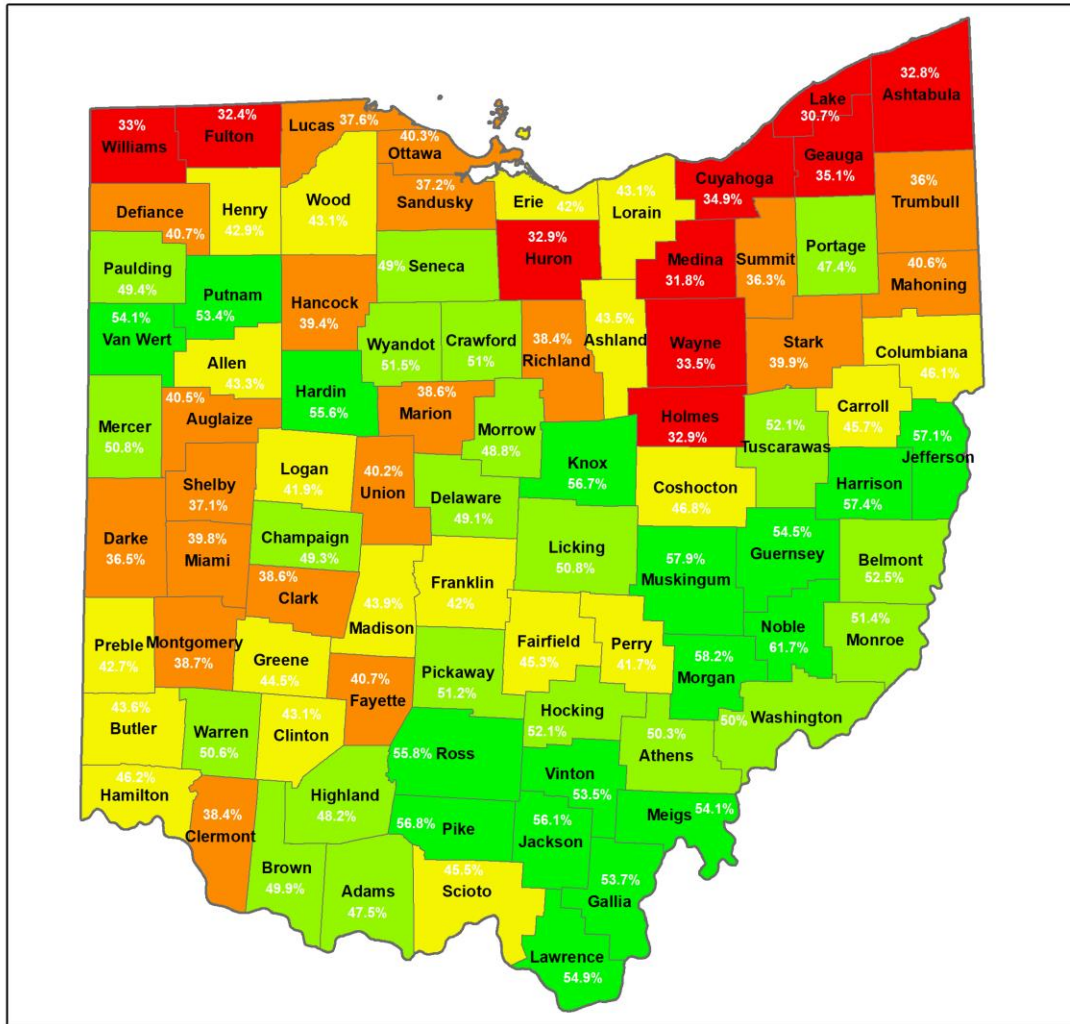 32.8%
Ashtabula
Lake
30.7%
33%
Williams
32.4%
Fulton
Lucas 37.6%
40.3%
Ottawa
Geauga
35.1%
Cuyahoga
34.9%
37.2%
Sandusky
Erie 42%
43.1%
Lorain
36%
Trumbull
Wood
43.1%
Henry
42.9%
Defiance
40.7%
32.9%
Huron
Medina
31.8%
Summit
36.3%
Portage
47.4%
40.6%
Mahoning
Paulding
49.4%
Putnam
53.4%
49% Seneca
Hancock
39.4%
54.1%
Van Wert
Allen
43.3%
Wyandot
51.5%
Crawford
51%
38.4%
Richland
43.5%
Ashland
Wayne
33.5%
Stark
39.9%
Columbiana
46.1%
Hardin
55.6%
38.6%
Marion
40.5%
Auglaize
Mercer
50.8%
Morrow
48.8%
Holmes
32.9%
52.1%
Tuscarawas
Carroll
45.7%
57.1%
Jefferson
Logan
41.9%
40.2%
Union
Knox
56.7%
Coshocton
46.8%
Harrison
57.4%
Shelby
37.1%
Delaware
49.1%
Darke
36.5%
39.8%
Miami
Champaign
49.3%
Licking
50.8%
57.9%
Muskingum
54.5%
Guernsey
Belmont
52.5%
38.6%
Clark
43.9%
Madison
Franklin
42%
51.4%
Monroe
Preble
42.7%
Montgomery
38.7%
Greene
44.5%
Fairfield
45.3%
Perry
41.7%
58.2%
Morgan
Noble
61.7%
40.7%
Fayette
Pickaway
51.2%
43.6%
Butler
Warren
50.6%
43.1%
Clinton
Hocking
52.1%
50.3%
Athens
50% Washington
55.8% Ross
Vinton
53.5%
46.2%
Hamilton
38.4%
Clermont
Highland
48.2%
56.8% Pike
56.1%
Jackson
Meigs 54.1%
Brown
49.9%
Adams
47.5%
45.5%
Scioto
53.7%
Gallia
Lawrence
54.9%